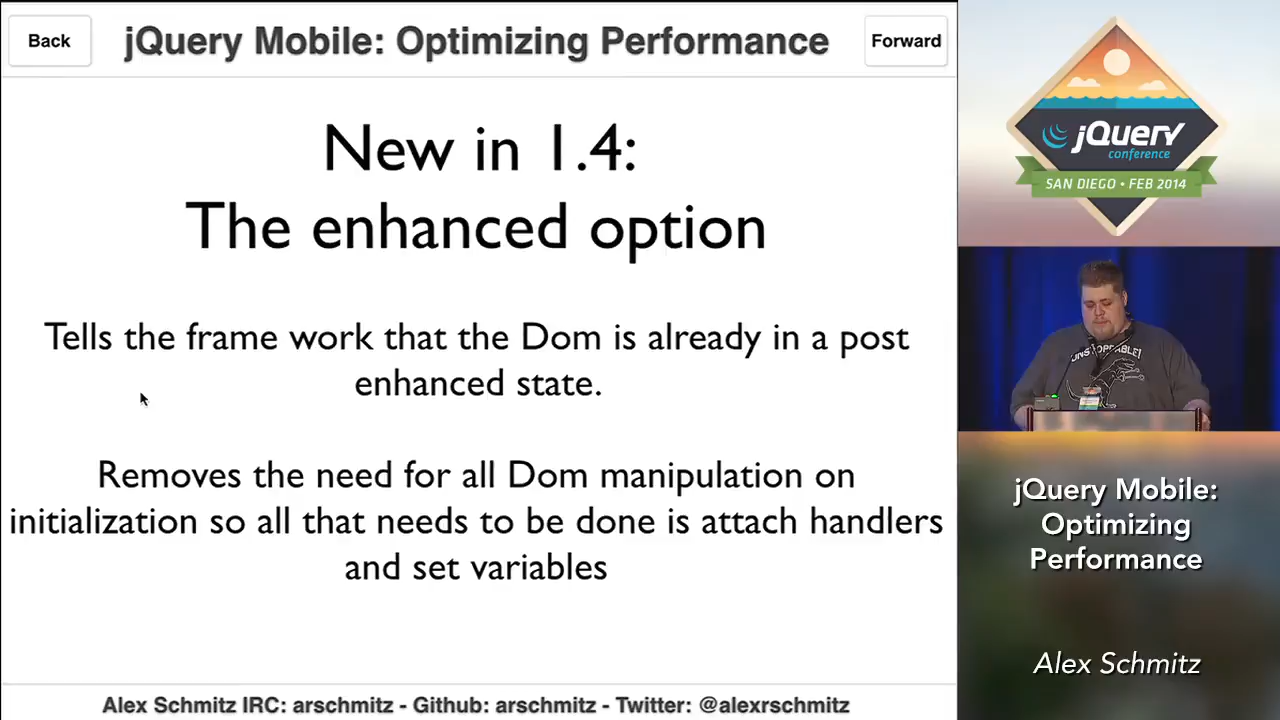 Back
jQuery Mobile: Optimizing Performance
Forward
New in 1.4:
The enhanced option
Tells the frame work that the Dom is already in a post
enhanced state.
Removes the need for all Dom manipulation on
initialization so all that needs to be done is attach handlers
and set variables
Alex Schmitz IRC: arschmitz - Github: arschmitz - Twitter: @alexrschmitz
jQuery
conference
SAN DIEGO • FEB 2014
UNSTOPPABLE!
jQuery Mobile:
Optimizing
Performance
Alex Schmitz